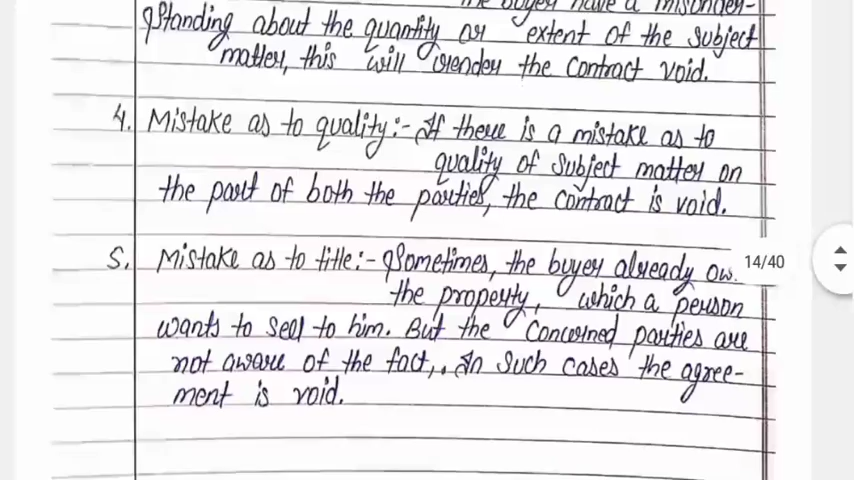 the buyer have a misunder-
Standing about the quantity or extent of the subject
matter, this will render the contract void.
4. Mistake as to quality:- If there is a mistake as to
quality of subject matter on
the part of both the parties, the contract is void.
5. Mistake as to title:- Sometimes, the buyer already ow
14/40
the property, which a person
wants to sell to him. But the Concerned parties are
not aware of the fact,. In such cases the agree-
ment is void.